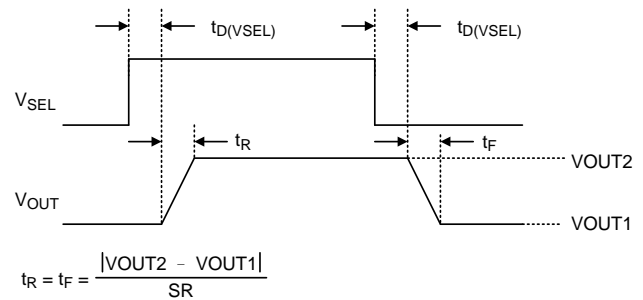 tD(VSEL) tD(VSEL)
VSEL
tR tF
VOUT2
VOUT
VOUT1
tR = tF = |VOUT2 - VOUT1|
SR